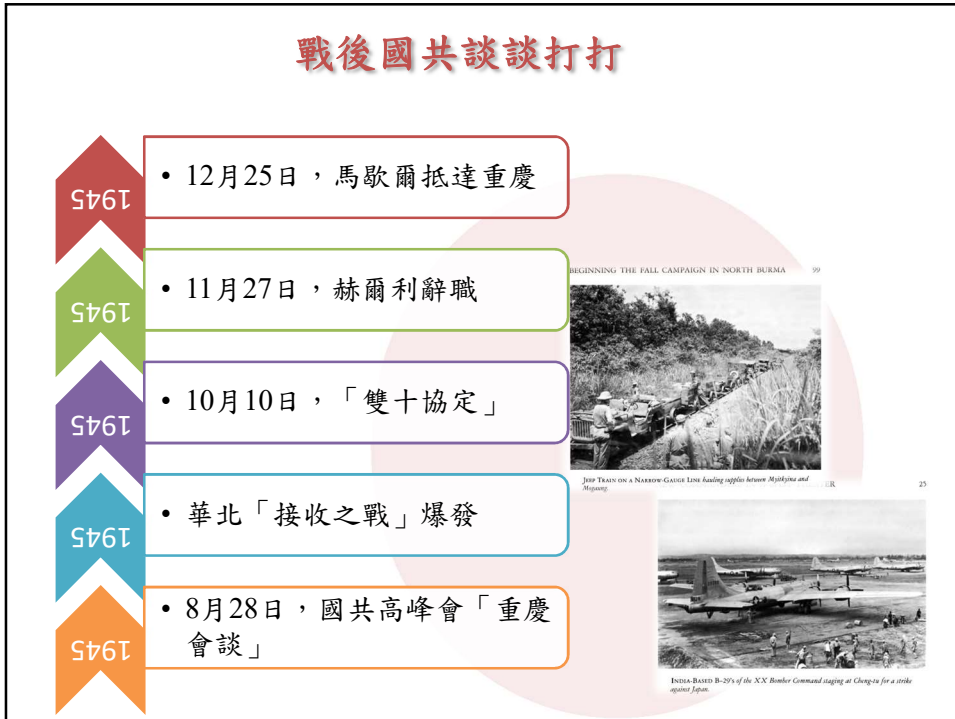 戰後國共談談打打
1945
• 12月25日，馬歇爾抵達重慶
1945
• 11月27日，赫爾利辭職
1945
• 10月10日，「雙十協定」
1945
• 華北「接收之戰」爆發
1945
• 8月28日，國共高峰會「重慶
會談」
BEGINNING THE FALL CAMPAIGN IN NORTH BURMA 99
JEEP TRAIN ON A NARROW-GAUGE LINE hauling supplies between Myitkyina and
Mogaung.
ER 25
INDIA-BASED B-29's of the XX Bomber Command staging at Cheng-tu for a strike
against Japan.